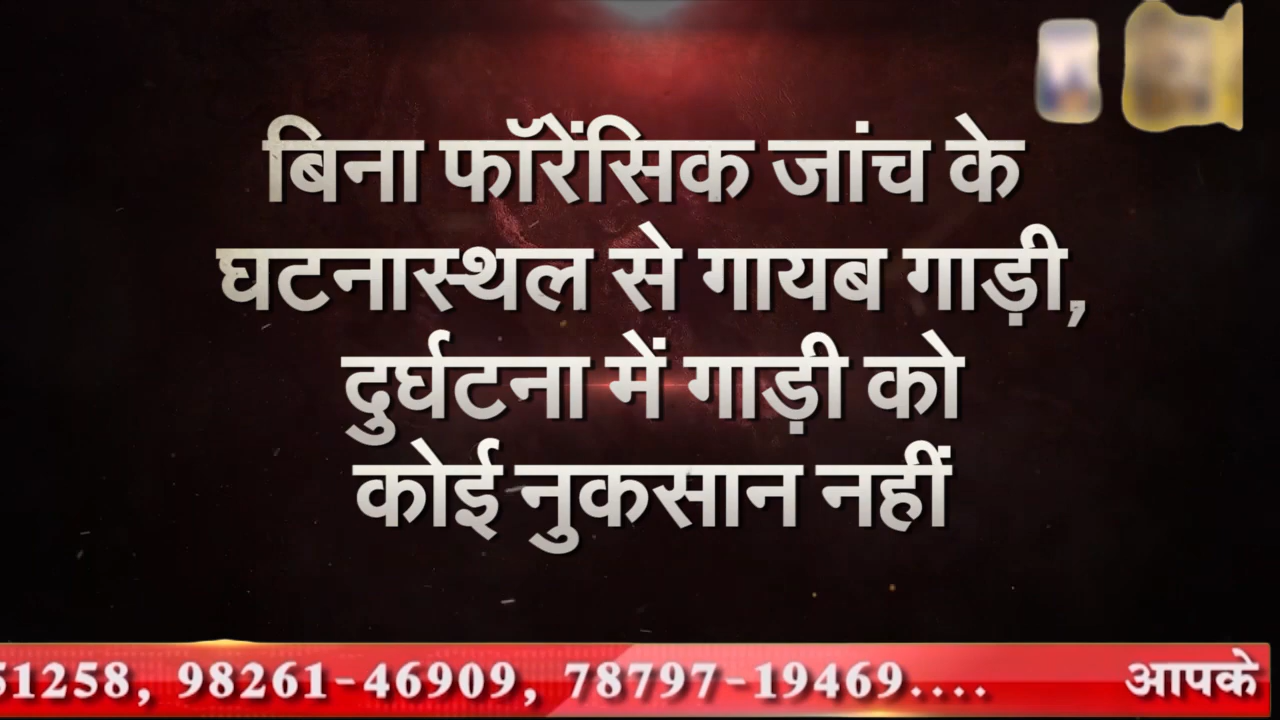 बिना फॉरेंसिक जांच के
घटनास्थल से गायब गाड़ी,
दुर्घटना में गाड़ी को
कोई नुकसान नहीं
51258, 98261-46909, 78797-19469.... आपके